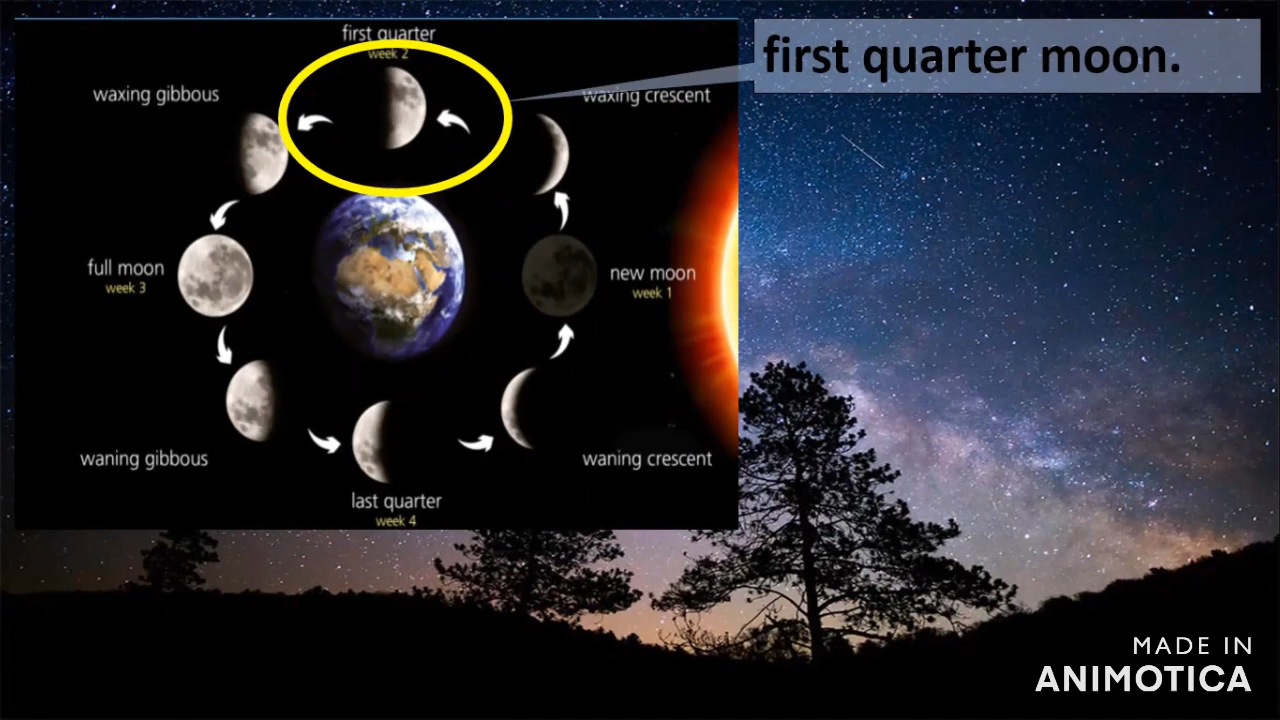 first quarter
week 2
first quarter moon.
waxing gibbous
waxing crescent
full moon
week 3
new moon
week 1
waning gibbous
waning crescent
last quarter
week 4
MADE IN
ANIMOTICA